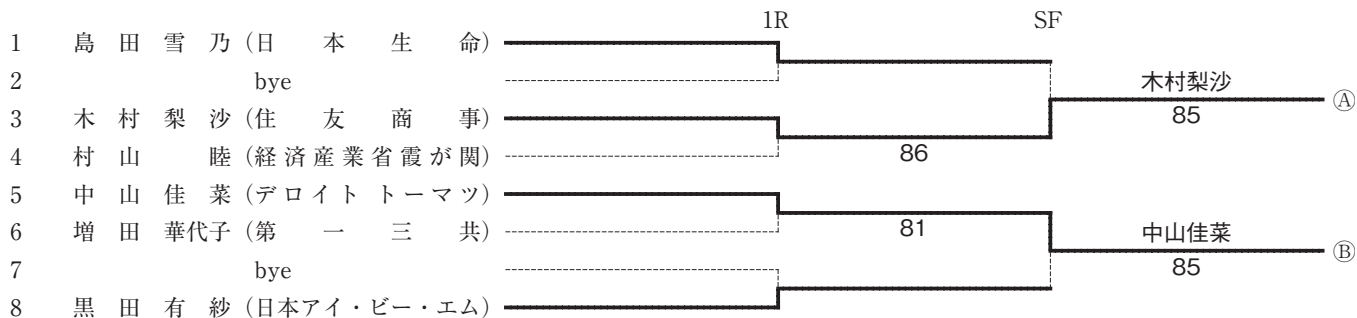 1R SF
1 島田雪乃 (日本生命)
2 bye
木村梨沙
Ⓐ
3 木村梨沙 (住友商事)
85
4 村山睦 (経済産業省霞が関)
86
5 中山佳菜 (デロイト トーマツ)
6 増田華代子 (第一三共)
81
中山佳菜
Ⓑ
7 bye
85
8 黒田有紗 (日本アイ・ビー・エム)